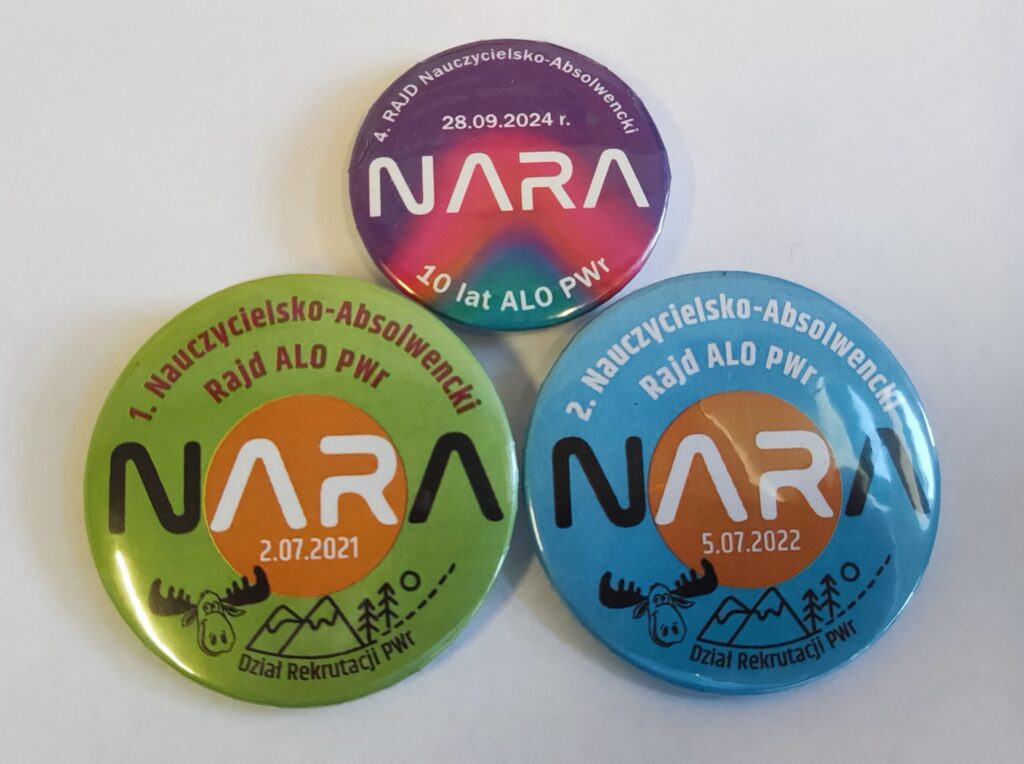 4. RAJD Nauczycielsko-Absolwencki
28.09.2024 r.
NARA
10 lat ALO PWr
1. Nauczycielsko-Absolwencki
Rajd ALO PWr
NARA
2.07.2021
Dział Rekrutacji PWr
2. Nauczycielsko-Absolwencki
Rajd ALO PWr
NARA
5.07.2022
Dział Rekrutacji PWr